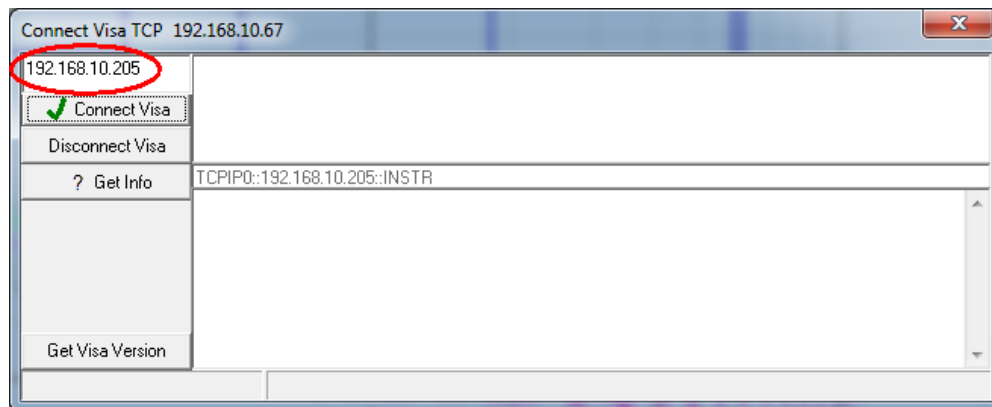 Connect Visa TCP 192.168.10.67
192.168.10.205
Connect Visa
Disconnect Visa
? Get Info
TCPIP0::192.168.10.205::INSTR
Get Visa Version